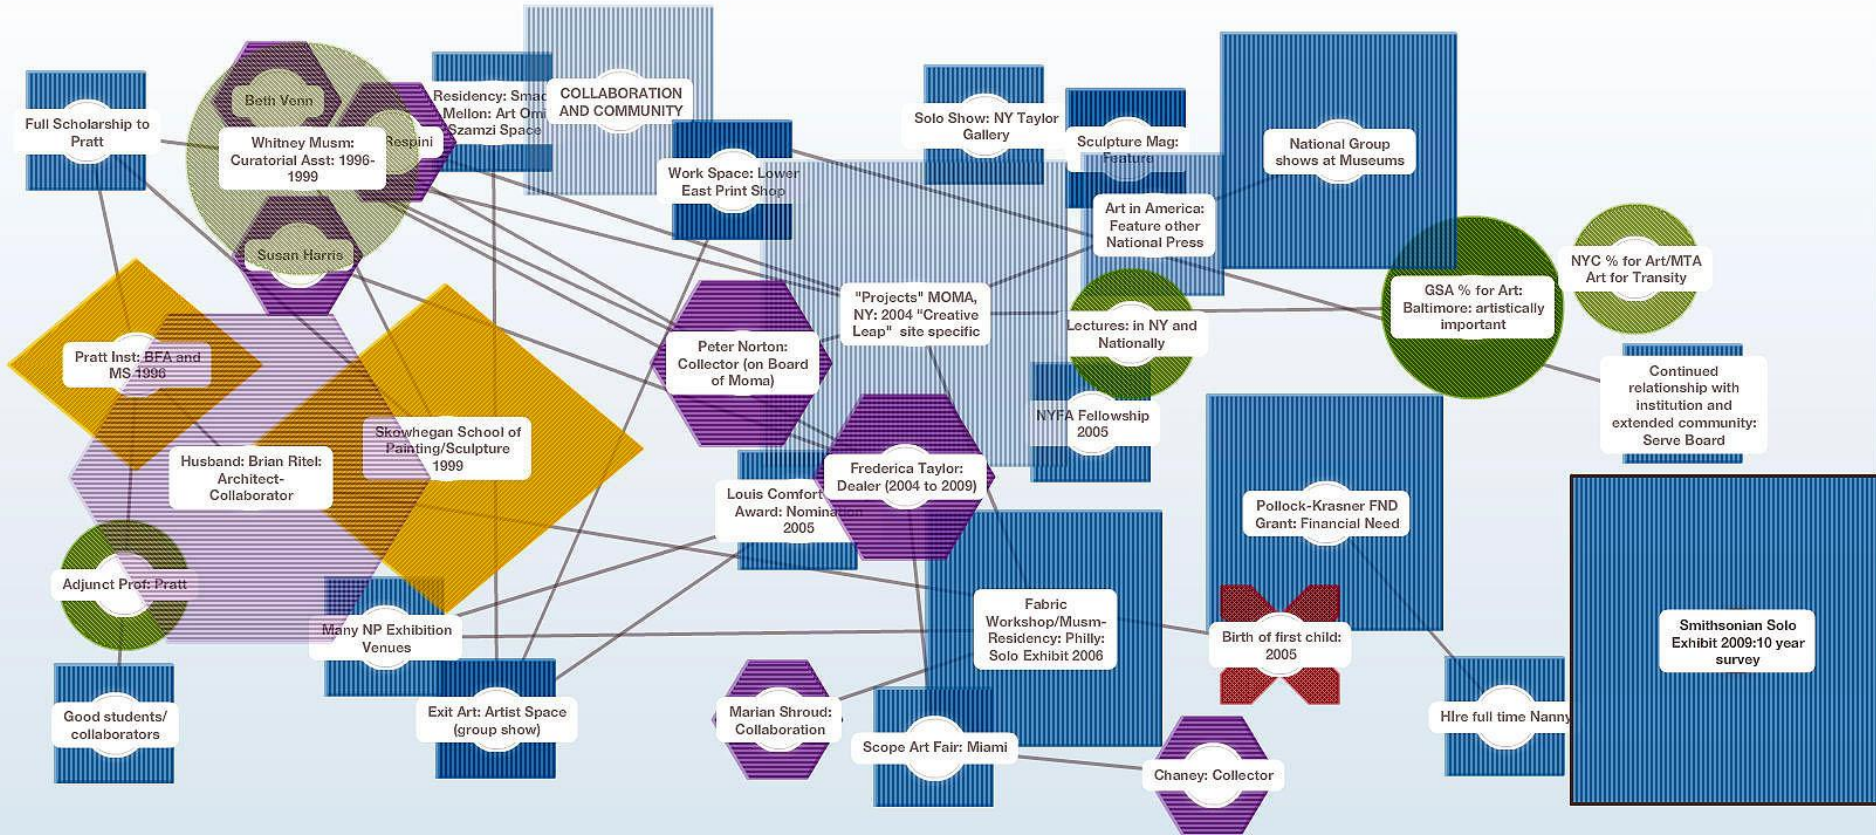 Full Scholarship to
Pratt
Beth Venn
Whitney Musm:
Curatorial Asst: 1996-
1999
Respini
Susan Harris
Residency: Smac
Mellon: Art Omi
Szamzi Space
COLLABORATION
AND COMMUNITY
Work Space: Lower
East Print Shop
Solo Show: NY Taylor
Gallery
Sculpture Mag:
Feature
Art in America:
Feature other
National Press
National Group
shows at Museums
NYC % for Art/MTA
Art for Transity
GSA % for Art:
Baltimore: artistically
important
"Projects" MOMA,
NY: 2004 "Creative
Leap" site specific
Lectures: in NY and
Nationally
Peter Norton:
Collector (on Board
of Moma)
Pratt Inst: BFA and
MS 1996
Continued
relationship with
institution and
extended community:
Serve Board
NYFA Fellowship
2005
Skowhegan School of
Painting/Sculpture
1999
Husband: Brian Ritel:
Architect-
Collaborator
Frederica Taylor:
Dealer (2004 to 2009)
Louis Comfort
Award: Nomination
2005
Pollock-Krasner FND
Grant: Financial Need
Adjunct Prof: Pratt
Many NP Exhibition
Venues
Fabric
Workshop/Musm-
Residency: Philly:
Solo Exhibit 2006
Birth of first child:
2005
Smithsonian Solo
Exhibit 2009:10 year
survey
Good students/
collaborators
Exit Art: Artist Space
(group show)
Marian Shroud:
Collaboration
Scope Art Fair: Miami
Chaney: Collector
HIre full time Nanny